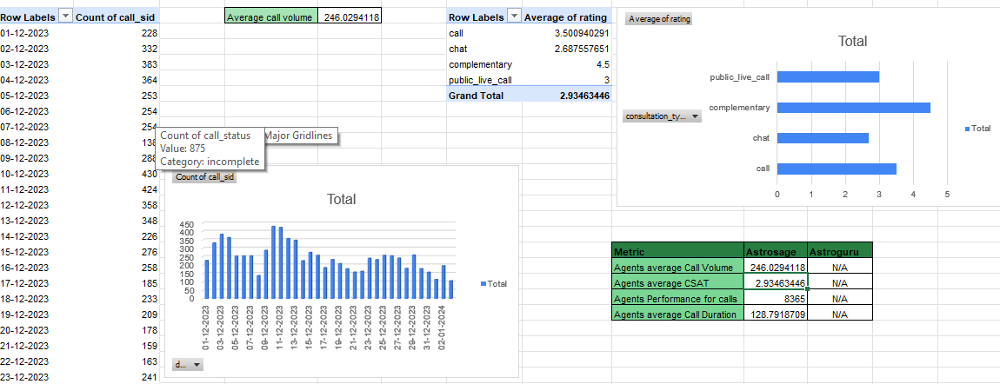 Row Labels Count of call_sid
01-12-2023 228
02-12-2023 332
03-12-2023 383
04-12-2023 364
05-12-2023 253
06-12-2023 254
07-12-2023 254
08-12-2023 138
09-12-2023 288
10-12-2023 430
11-12-2023 424
12-12-2023 358
13-12-2023 348
14-12-2023 226
15-12-2023 276
16-12-2023 258
17-12-2023 185
18-12-2023 233
19-12-2023 209
20-12-2023 178
21-12-2023 159
22-12-2023 163
23-12-2023 241
Average call volume 246.0294118
Count of call_status
Value: 875
Category: incomplete
Major Gridlines
Count of call_sid
Total
450
400
350
300
250
200
150
100
50
0
01-12-2023
03-12-2023
05-12-2023
07-12-2023
09-12-2023
11-12-2023
13-12-2023
15-12-2023
17-12-2023
19-12-2023
21-12-2023
23-12-2023
25-12-2023
27-12-2023
29-12-2023
31-12-2023
02-01-2024
Total
d...
Row Labels Average of rating
call 3.500940291
chat 2.687557651
complementary 4.5
public_live_call 3
Grand Total 2.93463446
Average of rating
Total
public_live_call
complementary
chat
call
0 1 2 3 4 5
consultation_ty...
Total
Metric Astrosage Astroguru
Agents average Call Volume 246.0294118 N/A
Agents average CSAT 2.93463446 N/A
Agents Performance for calls 8365 N/A
Agents average Call Duration 128.7918709 N/A